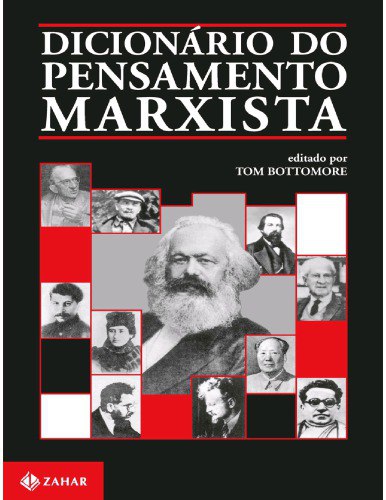 DICIONÁRIO DO
PENSAMENTO
MARXISTA
editado por
TOM BOTTOMORE
ZAHAR